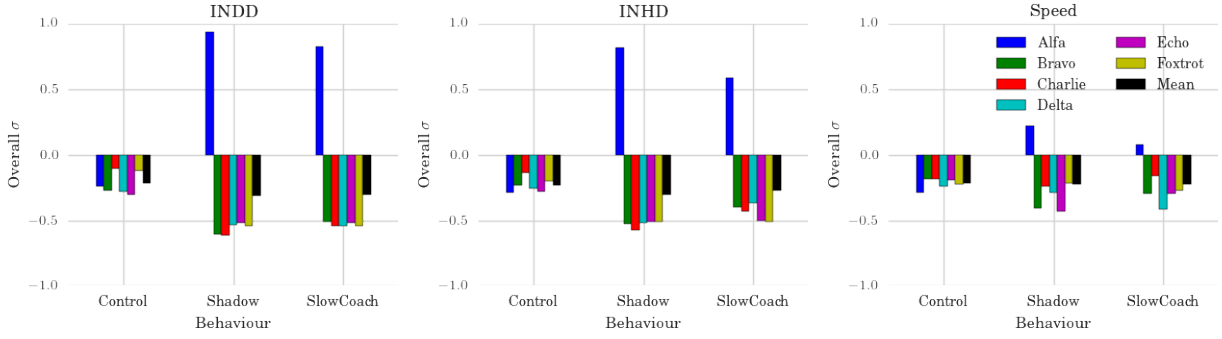 INDD
1.0
0.5
0.0
−0.5
−1.0
Overall σ
Control Shadow SlowCoach
Behaviour
INHD
1.0
0.5
0.0
−0.5
−1.0
Overall σ
Control Shadow SlowCoach
Behaviour
Speed
1.0
0.5
0.0
−0.5
−1.0
Overall σ
Alfa
Bravo
Charlie
Delta
Echo
Foxtrot
Mean
Control Shadow SlowCoach
Behaviour